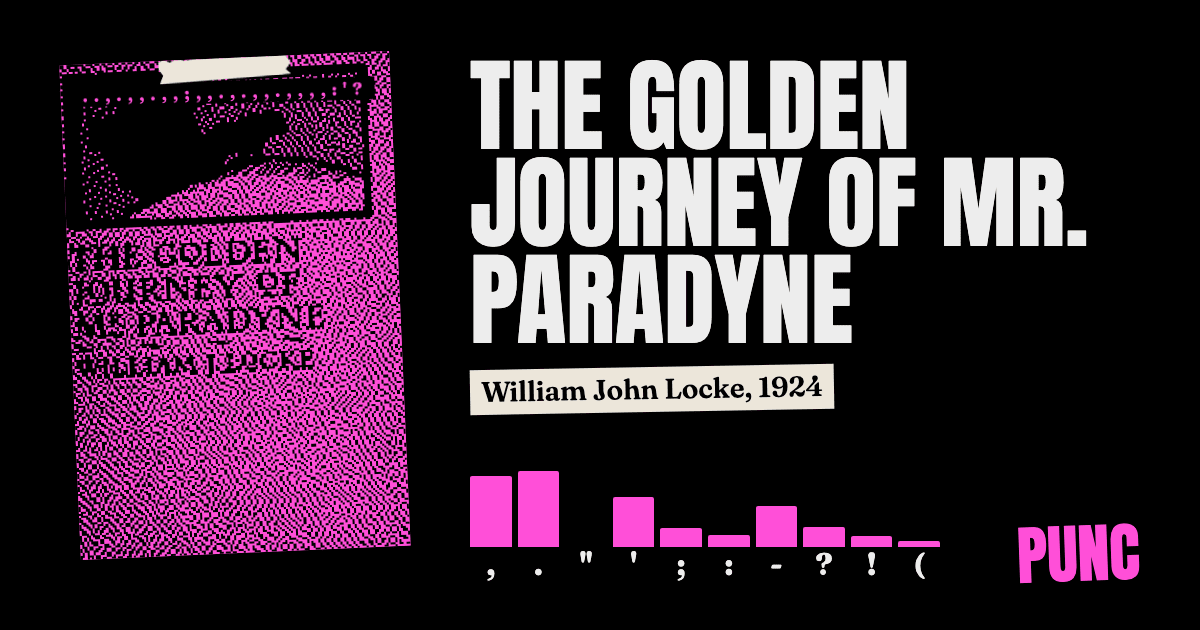 THE GOLDEN
JOURNEY OF
MR PARADYNE
WILLIAM J LOCKE
THE GOLDEN
JOURNEY OF MR.
PARADYNE
William John Locke, 1924
, . " ' ; : - ? ! (
PUNC